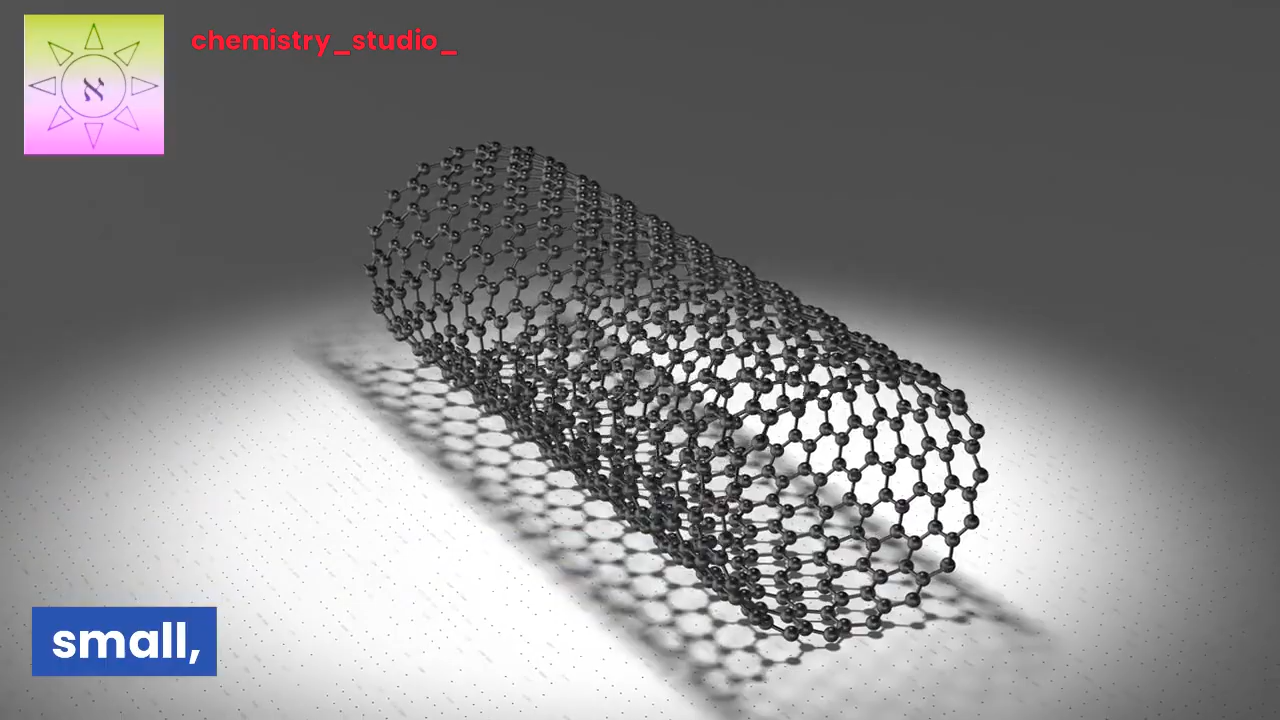 chemistry_studio_
א
small,